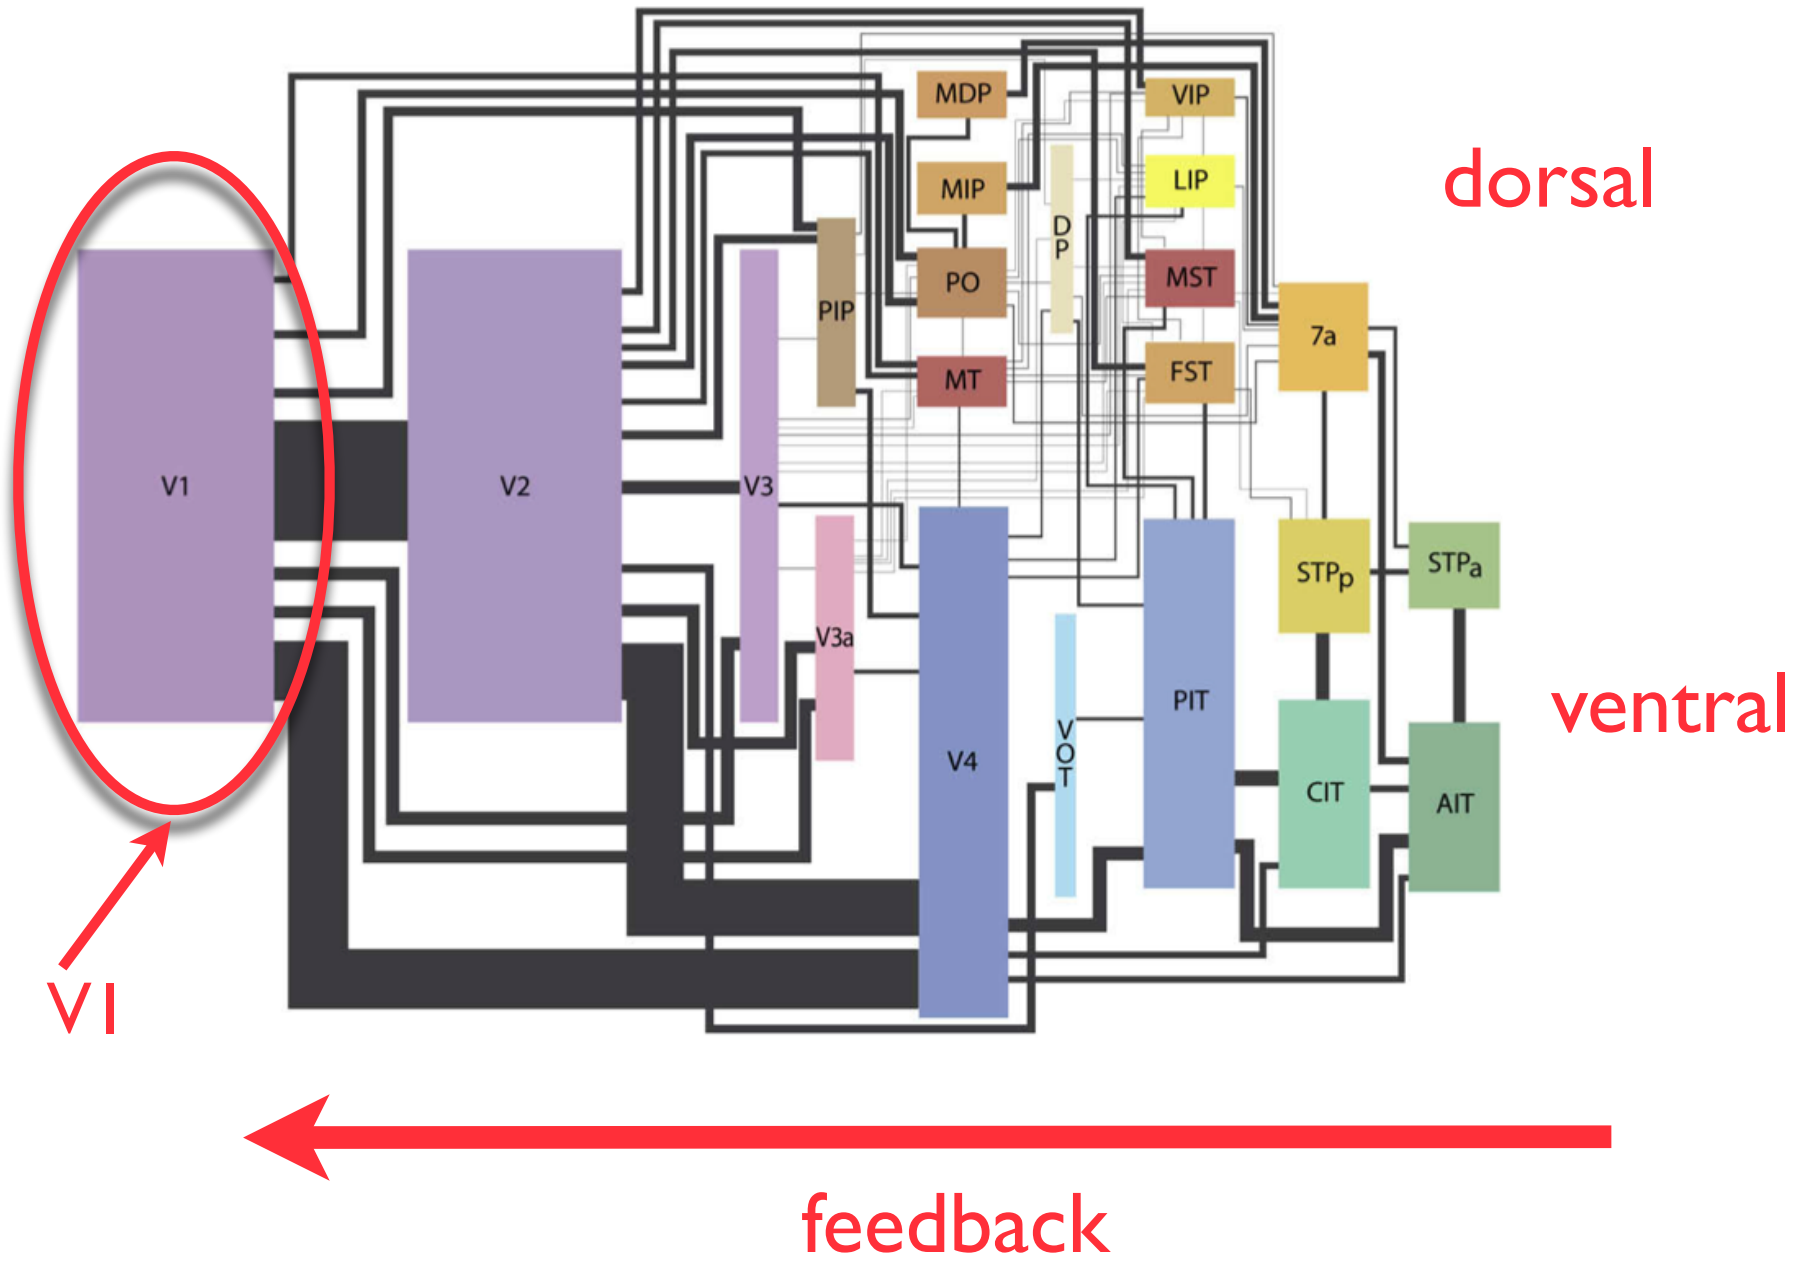 MDP
VIP
dorsal
MIP
LIP
DP
PO
MST
PIP
7a
MT
FST
V1
V2
V3
STPp
STPa
V3a
ventral
PIT
VOT
V4
CIT
AIT
V1
feedback